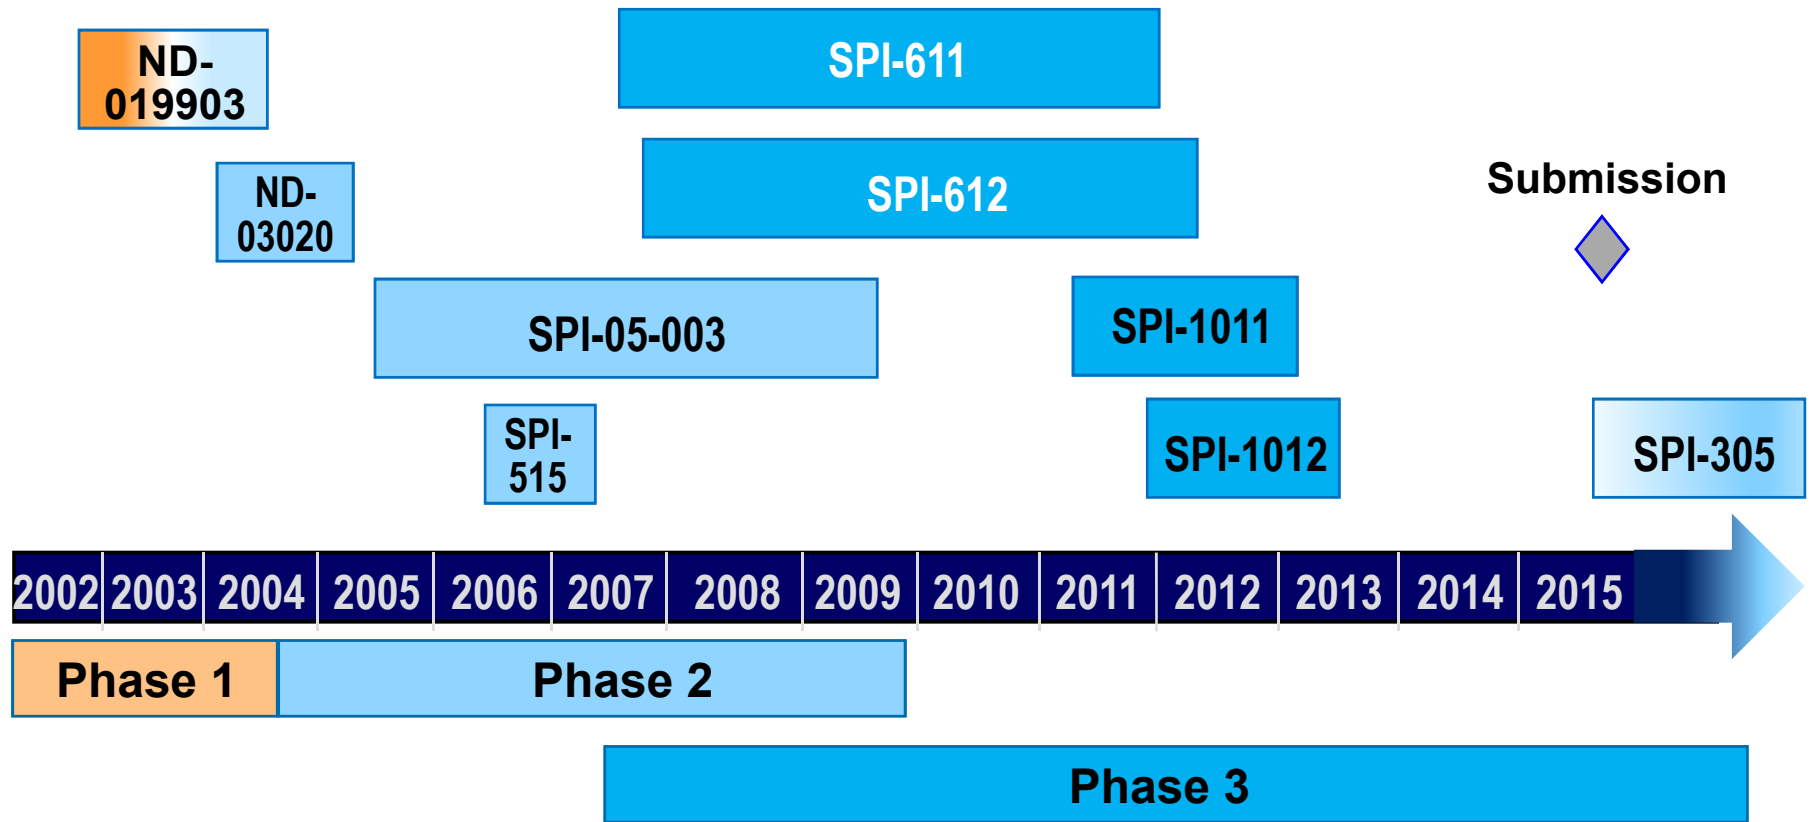 ND-
019903
SPI-611
ND-
03020
SPI-612
Submission
SPI-05-003
SPI-1011
SPI-
515
SPI-1012
SPI-305
2002 2003 2004 2005 2006 2007 2008 2009 2010 2011 2012 2013 2014 2015
Phase 1
Phase 2
Phase 3